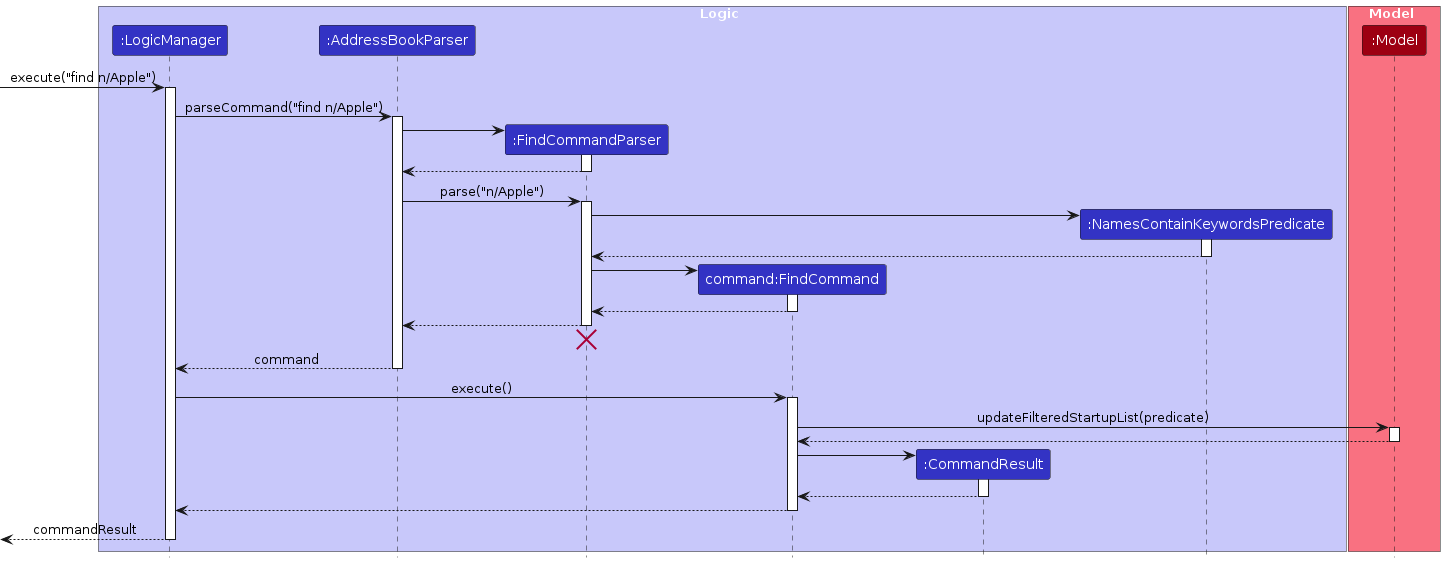 Logic
Model
:LogicManager
:AddressBookParser
:Model
execute("find n/Apple")
parseCommand("find n/Apple")
:FindCommandParser
parse("n/Apple")
:NamesContainKeywordsPredicate
command:FindCommand
command
execute()
updateFilteredStartupList(predicate)
:CommandResult
commandResult